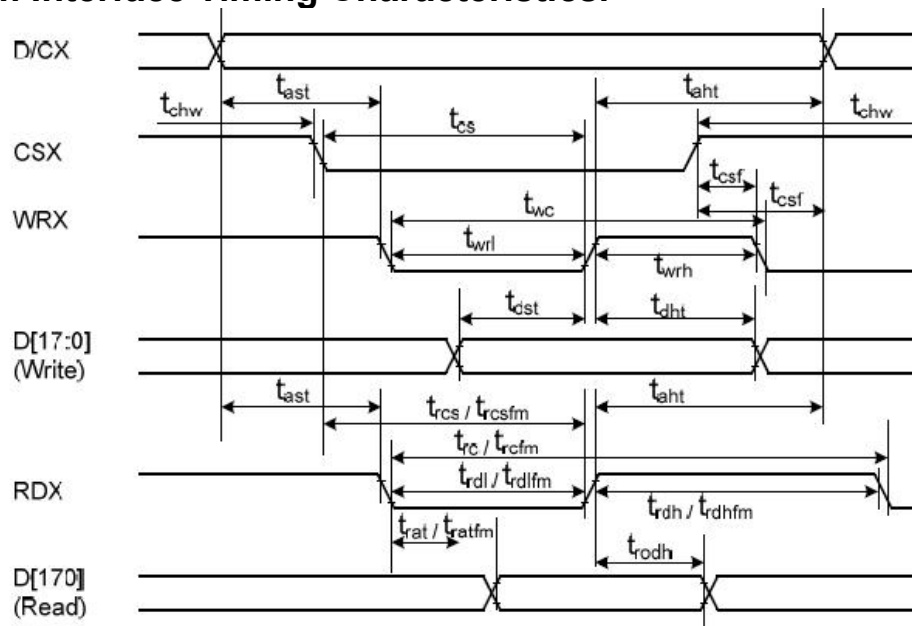 Interface Timing Characteristics.
D/CX
tast
taht
tchw
tchw
tcs
CSX
tcsf
tcsf
WRX
twc
twrl
twrh
tdst
tdht
D[17:0]
(Write)
tast
taht
trcs / trcsfm
trc / trcfm
RDX
trdl / trdlfm
trdh / trdhfm
trat / tratfm
trodh
D[170]
(Read)